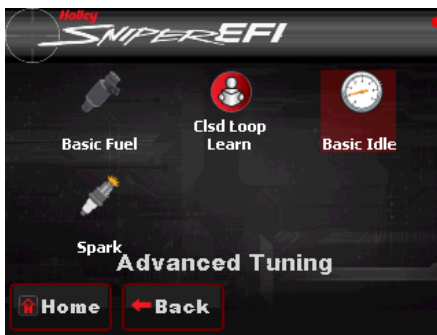 Holley
SNIPER EFI
Basic Fuel
Clsd Loop
Learn
Basic Idle
Spark
Advanced Tuning
Home
Back